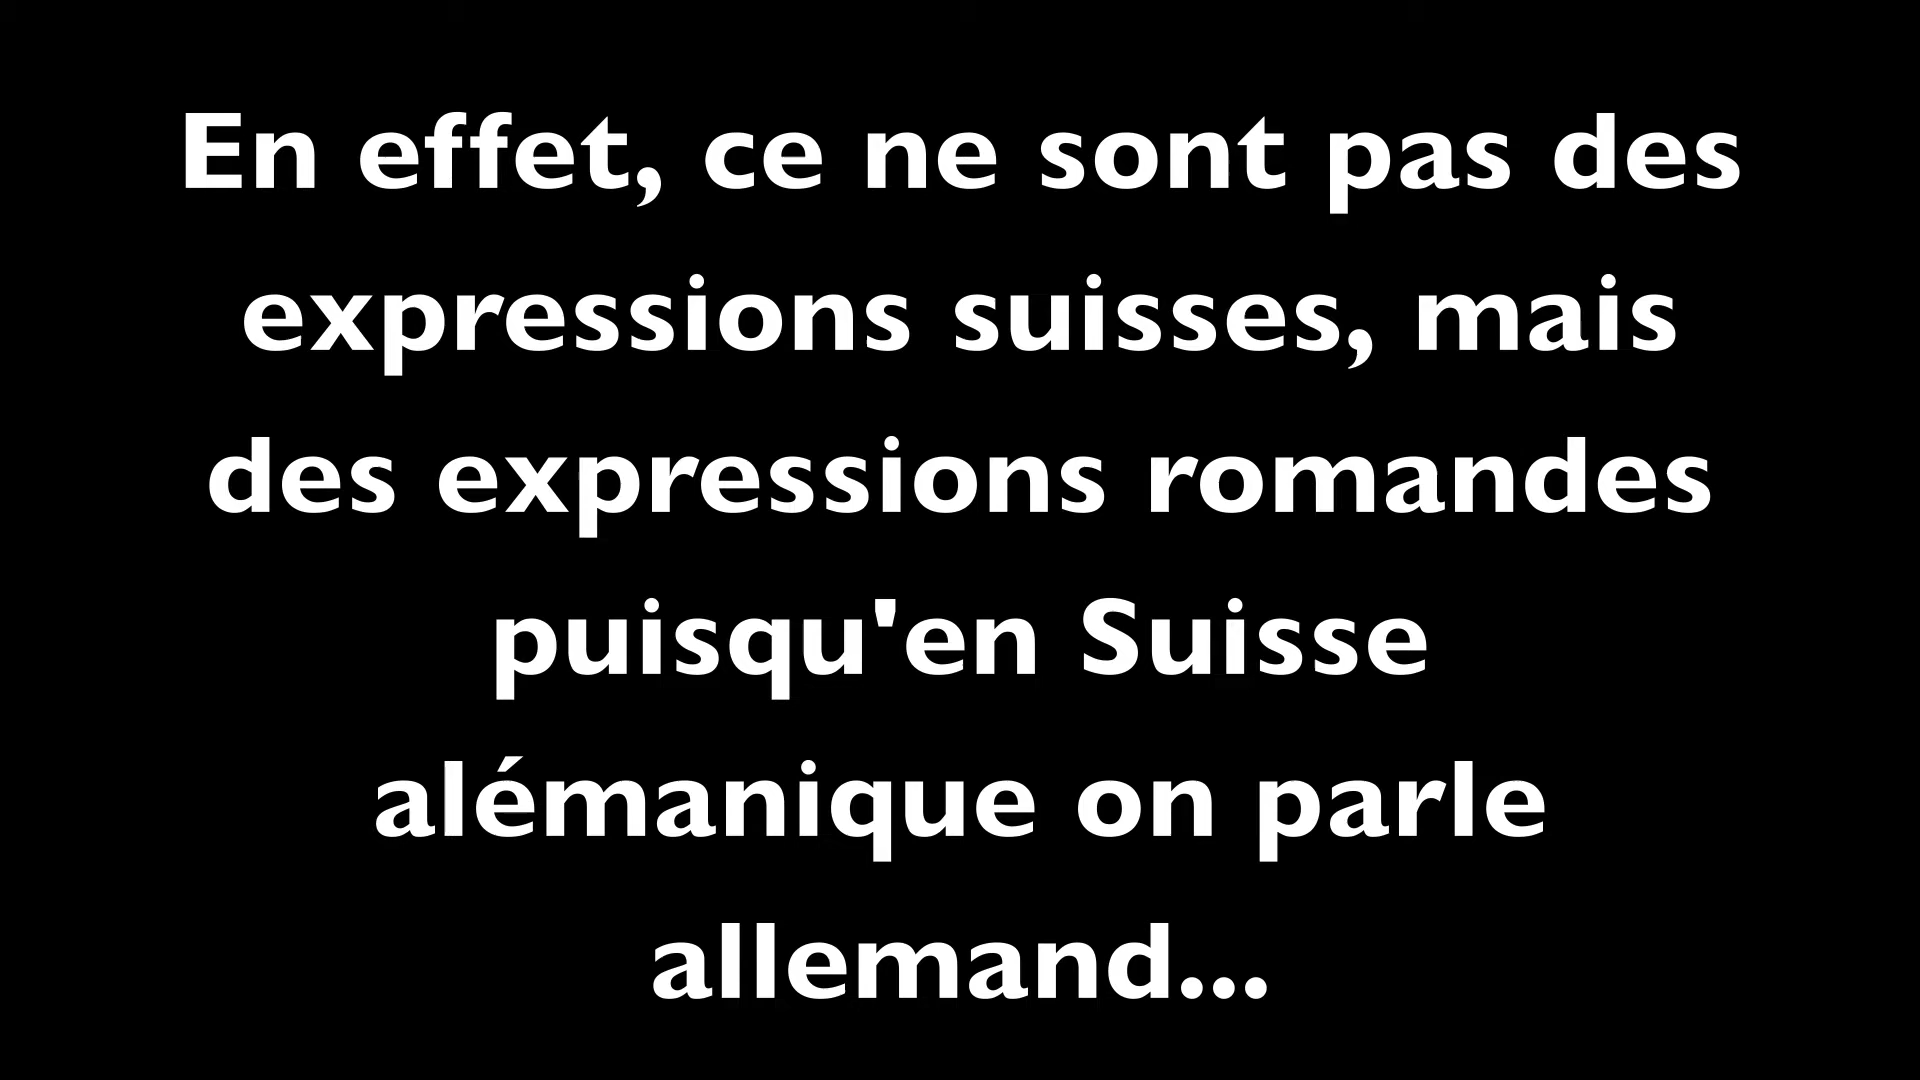 En effet, ce ne sont pas des
expressions suisses, mais
des expressions romandes
puisqu'en Suisse
alémanique on parle
allemand...